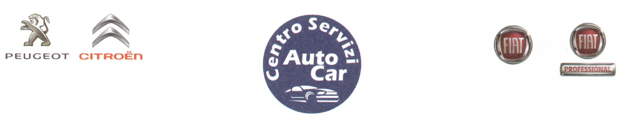 PEUGEOT
CITROËN
Centro Servizi
Auto
Car
FIAT
FIAT
PROFESSIONAL